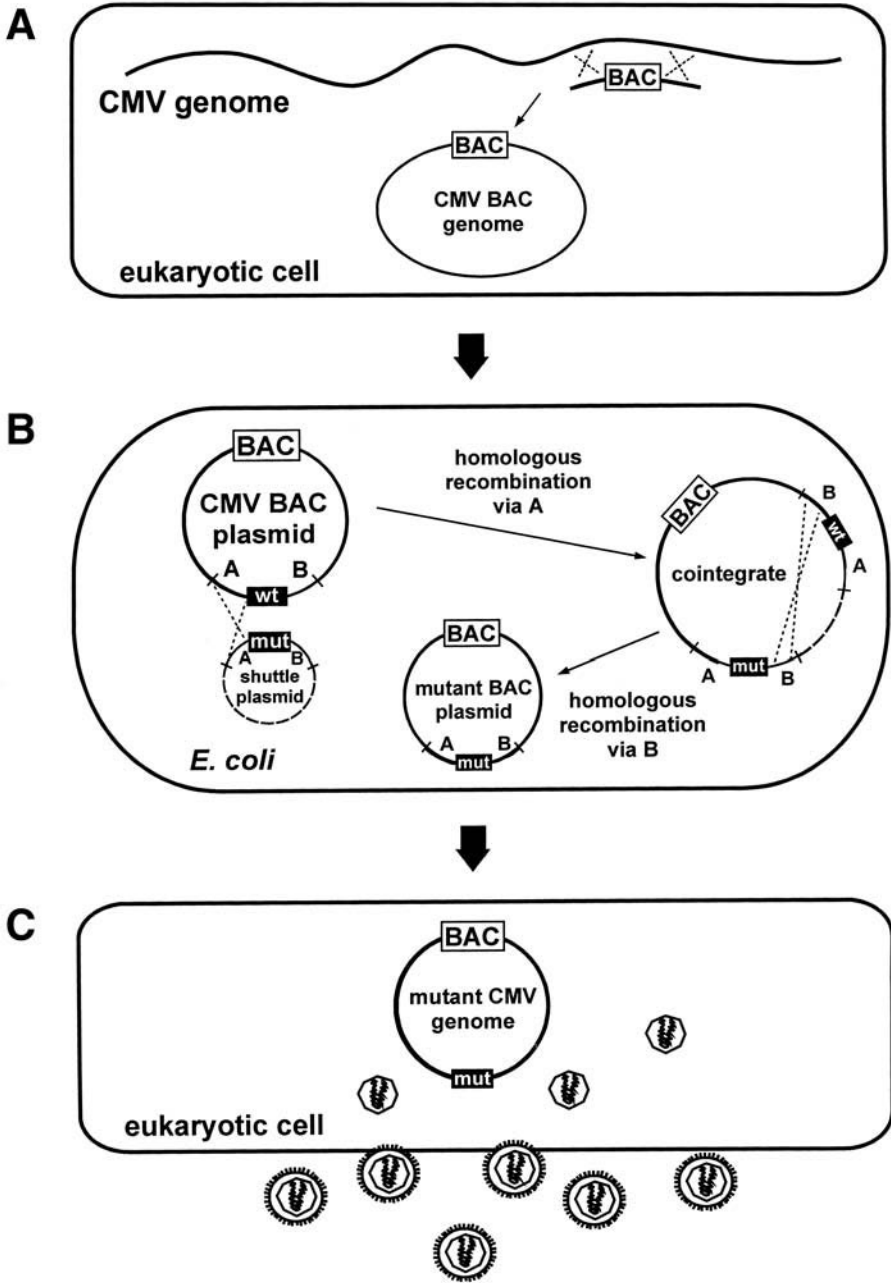 A
BAC
CMV genome
BAC
CMV BAC
genome
eukaryotic cell
B
BAC
CMV BAC
plasmid
A
B
wt
mut
A
B
shuttle
plasmid
E. coli
homologous
recombination
via A
BAC
B
wt
A
cointegrate
A
mut
B
BAC
mutant BAC
plasmid
A
B
mut
homologous
recombination
via B
C
BAC
mutant CMV
genome
mut
eukaryotic cell